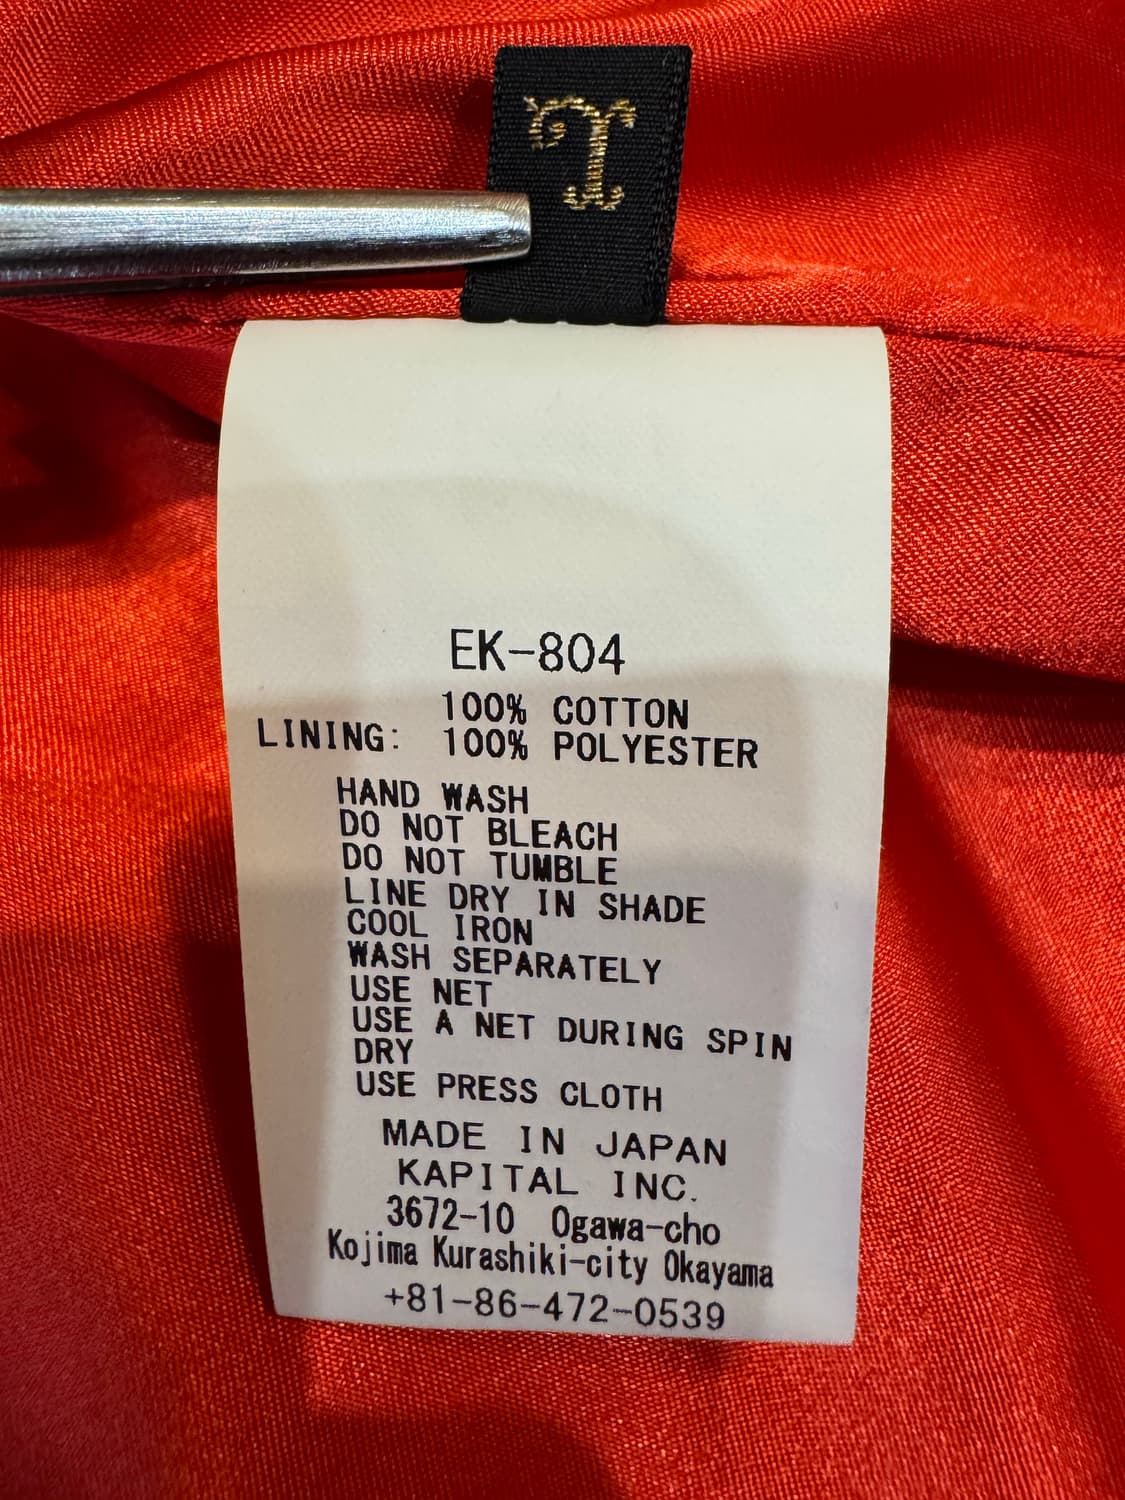 EK-804
100% COTTON
LINING: 100% POLYESTER
HAND WASH
DO NOT BLEACH
DO NOT TUMBLE
LINE DRY IN SHADE
COOL IRON
WASH SEPARATELY
USE NET
USE A NET DURING SPIN
DRY
USE PRESS CLOTH
MADE IN JAPAN
KAPITAL INC.
3672-10 Ogawa-cho
Kojima Kurashiki-city Okayama
+81-86-472-0539